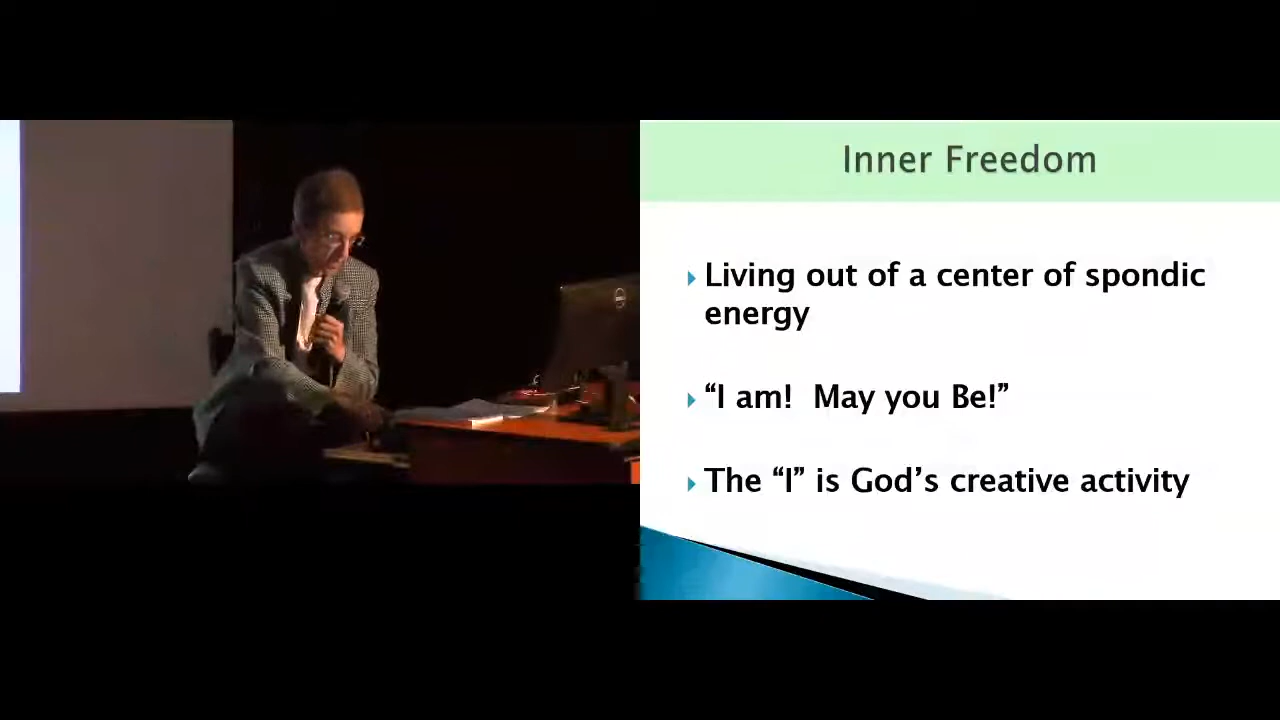 Inner Freedom
Living out of a center of spondic
energy
“I am!  May you Be!”
The “I” is God’s creative activity